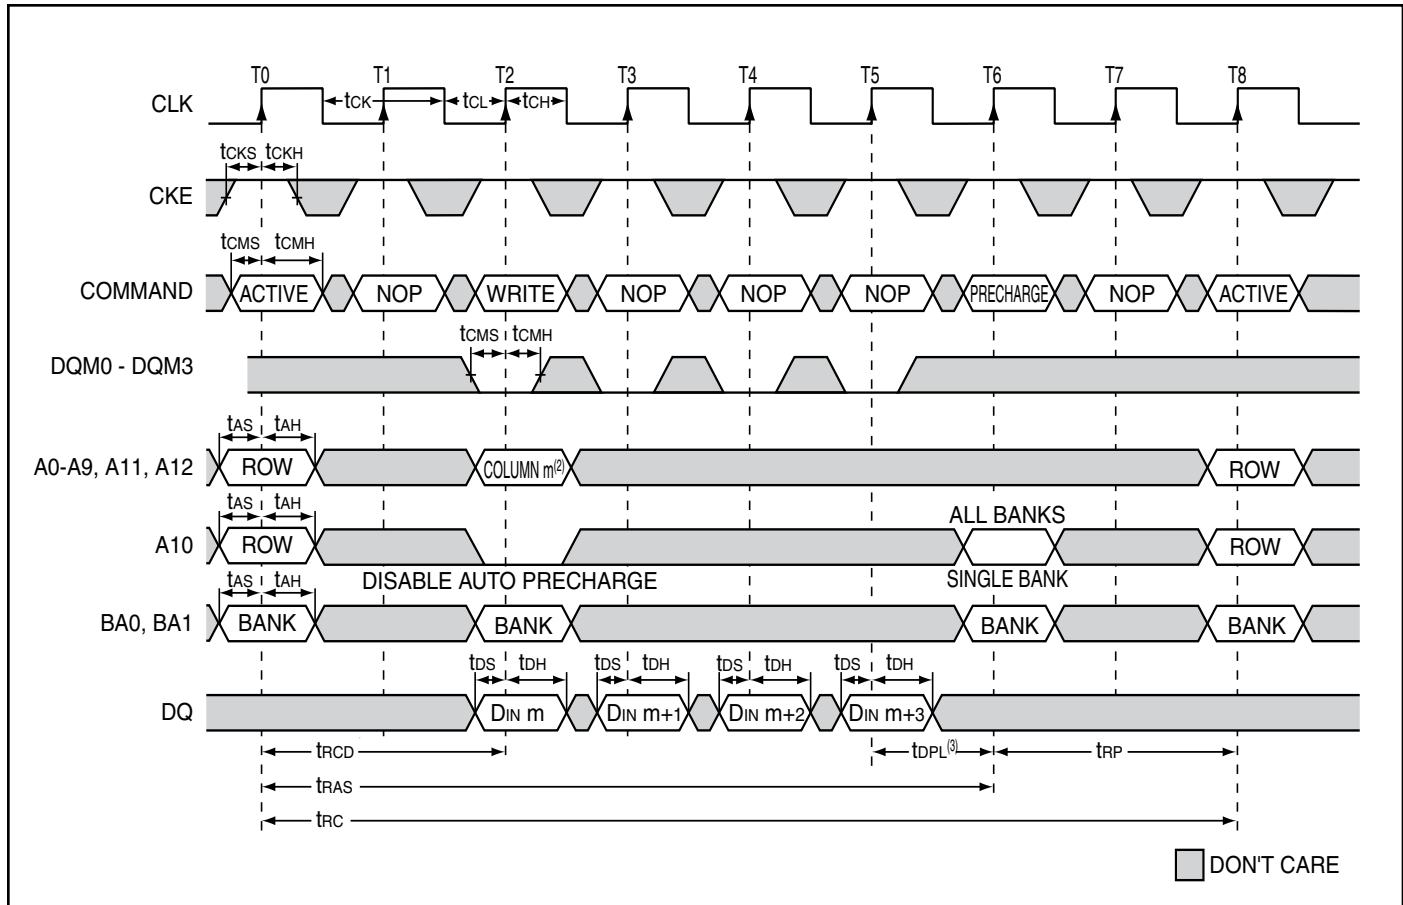 T0 T1 T2 T3 T4 T5 T6 T7 T8
CLK tCK tCL tCH
tCKS tCKH
CKE
tCMS tCMH
COMMAND ACTIVE NOP WRITE NOP NOP NOP PRECHARGE NOP ACTIVE
tCMS tCMH
DQM0 - DQM3
tAS tAH
A0-A9, A11, A12 ROW COLUMN m(2) ROW
tAS tAH ALL BANKS
A10 ROW ROW
DISABLE AUTO PRECHARGE SINGLE BANK
tAS tAH
BA0, BA1 BANK BANK BANK BANK
tDS tDH tDS tDH tDS tDH tDS tDH
DQ DIN m DIN m+1 DIN m+2 DIN m+3
tRCD tDPL(3) tRP
tRAS
tRC
DON'T CARE